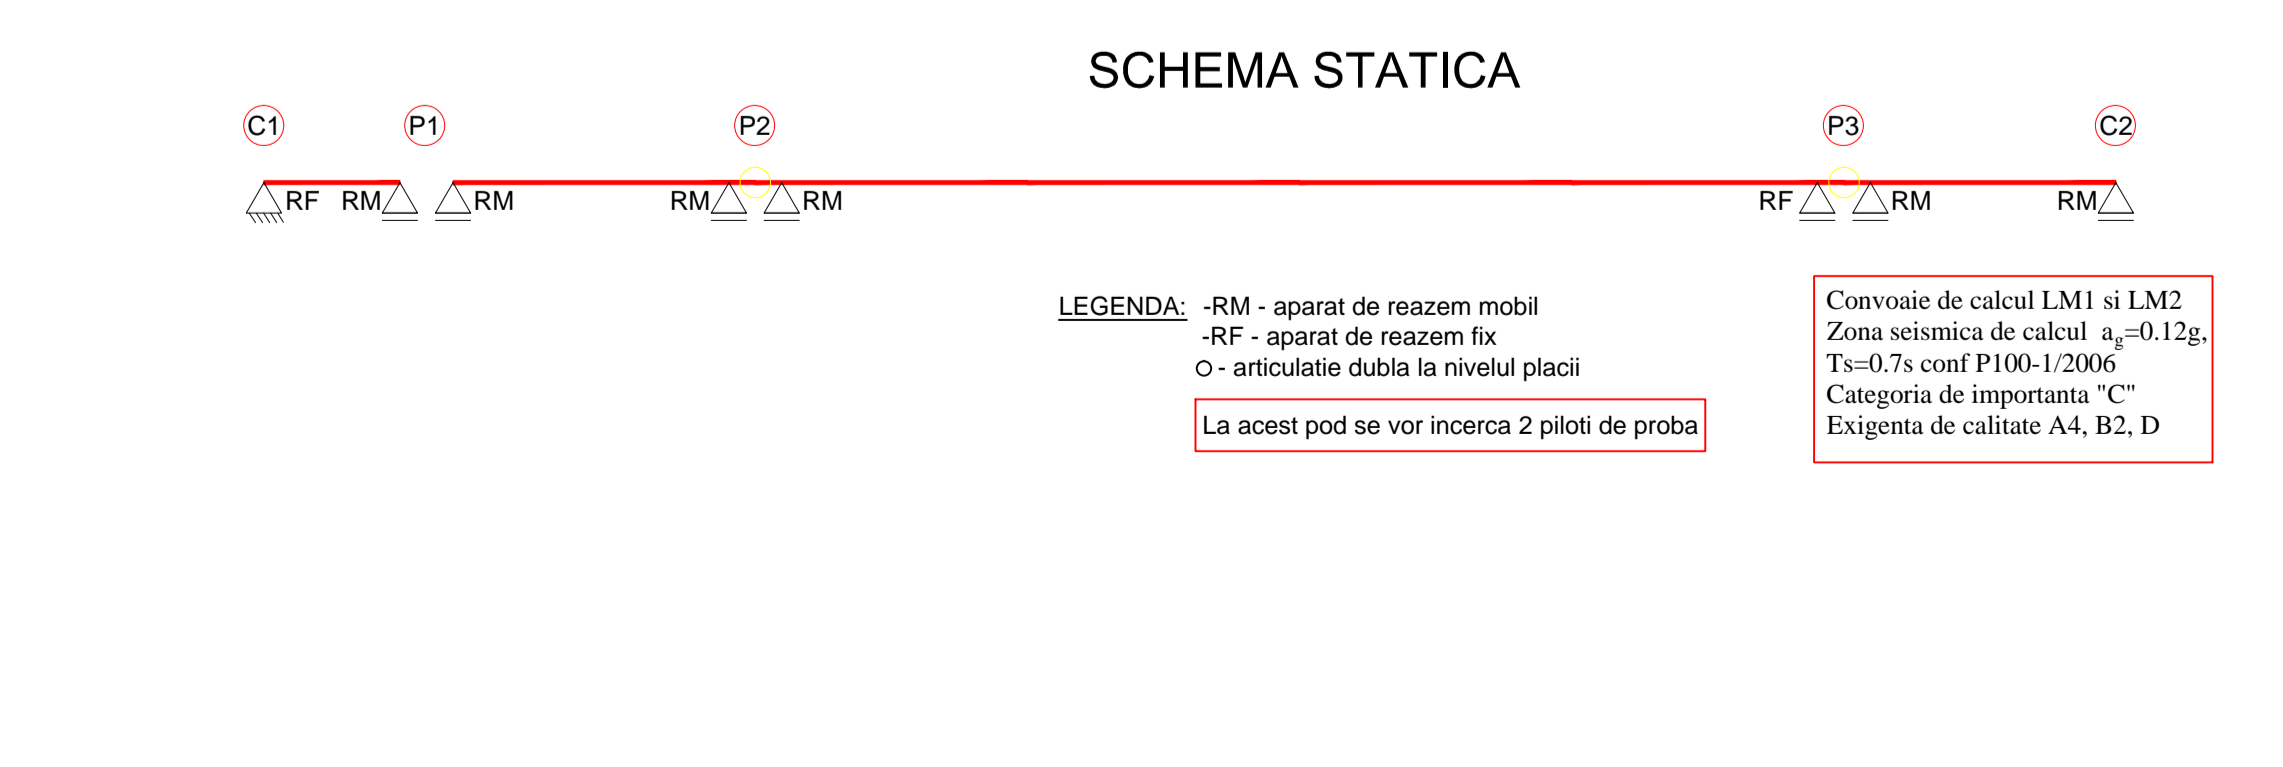 SCHEMA STATICA
C1 P1 P2 P3 C2
RF RM RM RM RM RF RM RM
LEGENDA: -RM - aparat de reazem mobil
-RF - aparat de reazem fix
- articulatie dubla la nivelul placii
La acest pod se vor incerca 2 piloti de proba
Convoaie de calcul LM1 si LM2
Zona seismica de calcul ag=0.12g,
Ts=0.7s conf P100-1/2006
Categoria de importanta "C"
Exigenta de calitate A4, B2, D